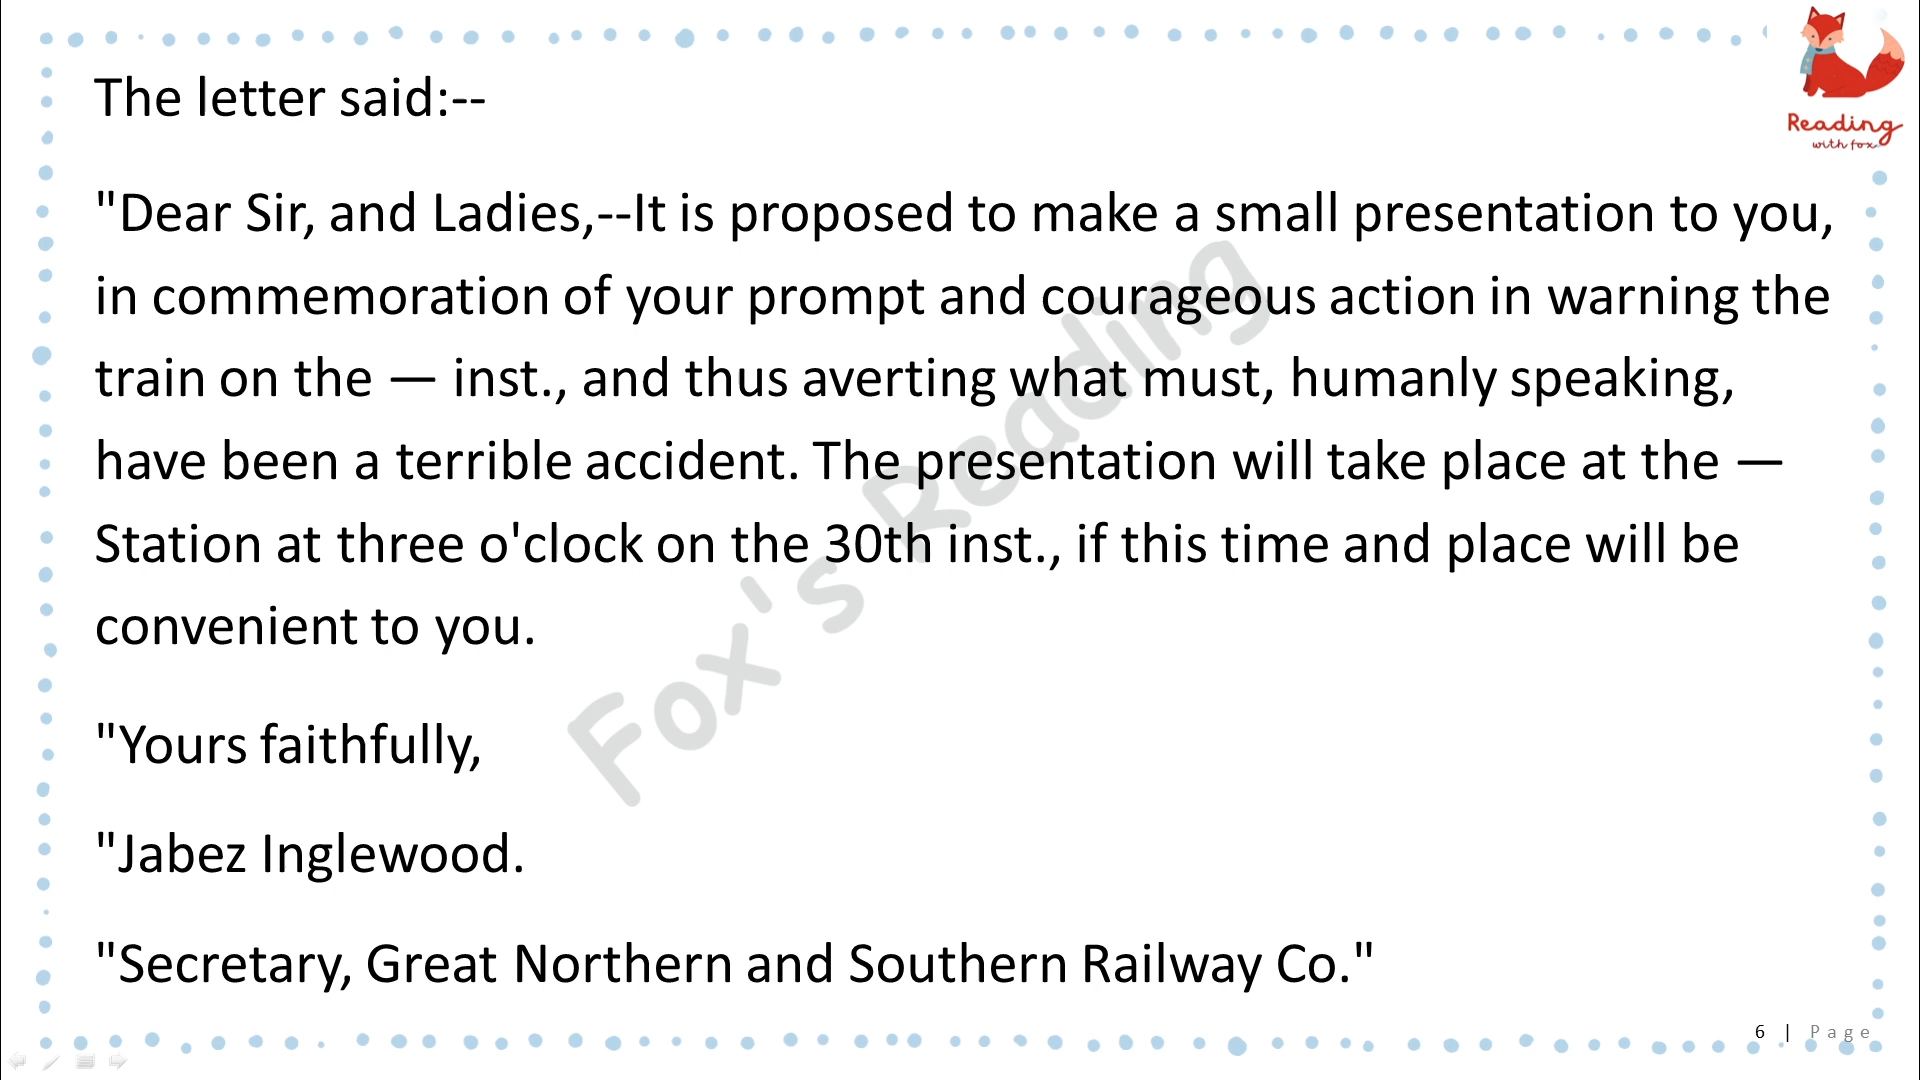 The letter said:--
"Dear Sir, and Ladies,--It is proposed to make a small presentation to you,
in commemoration of your prompt and courageous action in warning the
train on the — inst., and thus averting what must, humanly speaking,
have been a terrible accident. The presentation will take place at the —
Station at three o'clock on the 30th inst., if this time and place will be
convenient to you.
"Yours faithfully,
"Jabez Inglewood.
"Secretary, Great Northern and Southern Railway Co."
Reading
with fox
Fox's Reading
6 | Page